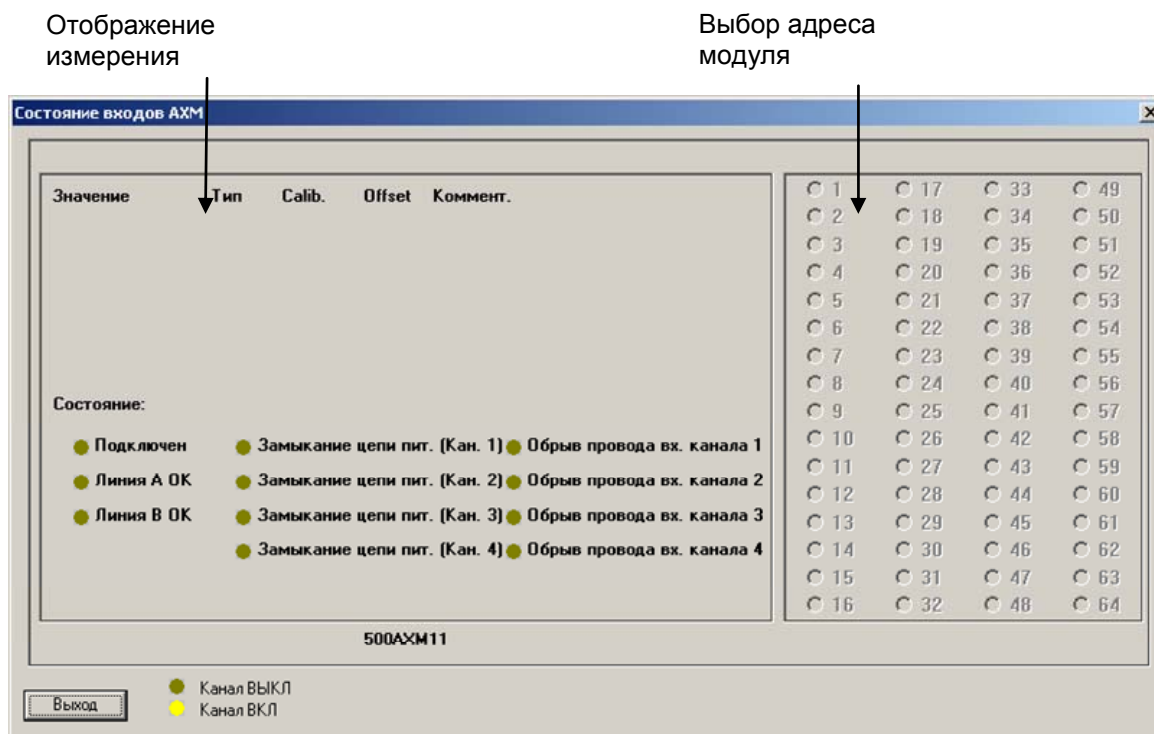 Отображение
измерения
Выбор адреса
модуля
Состояние входов АХМ
Значение Тип Calib. Offset Коммент.
Состояние:
Подключен Замыкание цепи пит. (Кан. 1) Обрыв провода вх. канала 1
Линия А ОК Замыкание цепи пит. (Кан. 2) Обрыв провода вх. канала 2
Линия В ОК Замыкание цепи пит. (Кан. 3) Обрыв провода вх. канала 3
Замыкание цепи пит. (Кан. 4) Обрыв провода вх. канала 4
1 17 33 49
2 18 34 50
3 19 35 51
4 20 36 52
5 21 37 53
6 22 38 54
7 23 39 55
8 24 40 56
9 25 41 57
10 26 42 58
11 27 43 59
12 28 44 60
13 29 45 61
14 30 46 62
15 31 47 63
16 32 48 64
500AXM11
Выход
Канал ВЫКЛ
Канал ВКЛ